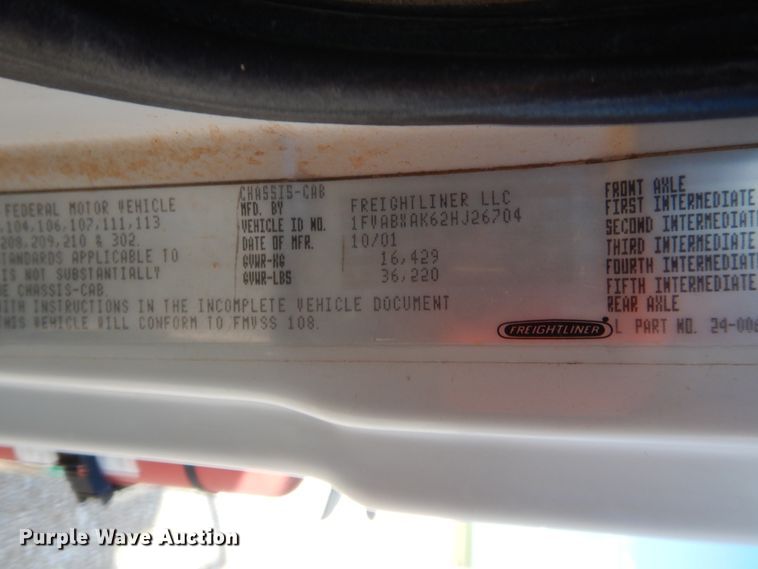 FEDERAL MOTOR VEHICLE
,104,106,107,111,113
208,209,210 & 302.
STANDARDS APPLICABLE TO
IS NOT SUBSTANTIALLY
E CHASSIS-CAB.
WITH INSTRUCTIONS IN THE INCOMPLETE VEHICLE DOCUMENT
THIS VEHICLE WILL CONFORM TO FMVSS 108.
CHASSIS-CAB
MFD. BY FREIGHTLINER LLC
VEHICLE ID NO. 1FVABXAK62HJ26704
DATE OF MFR. 10/01
GVWR-KG 16,429
GVWR-LBS 36,220
FRONT AXLE
FIRST INTERMEDIATE
SECOND INTERMEDIATE
THIRD INTERMEDIATE
FOURTH INTERMEDIATE
FIFTH INTERMEDIATE
REAR AXLE
FREIGHTLINER L PART NO. 24-00
Purple Wave Auction